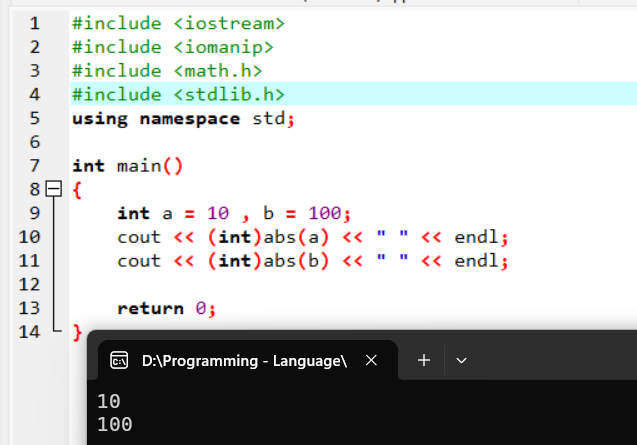 1 #include <iostream>
2 #include <iomanip>
3 #include <math.h>
4 #include <stdlib.h>
5 using namespace std;
6
7 int main()
8 {
9 int a = 10 , b = 100;
10 cout << (int)abs(a) << " " << endl;
11 cout << (int)abs(b) << " " << endl;
12
13 return 0;
14 }
D:\Programming - Language\
10
100